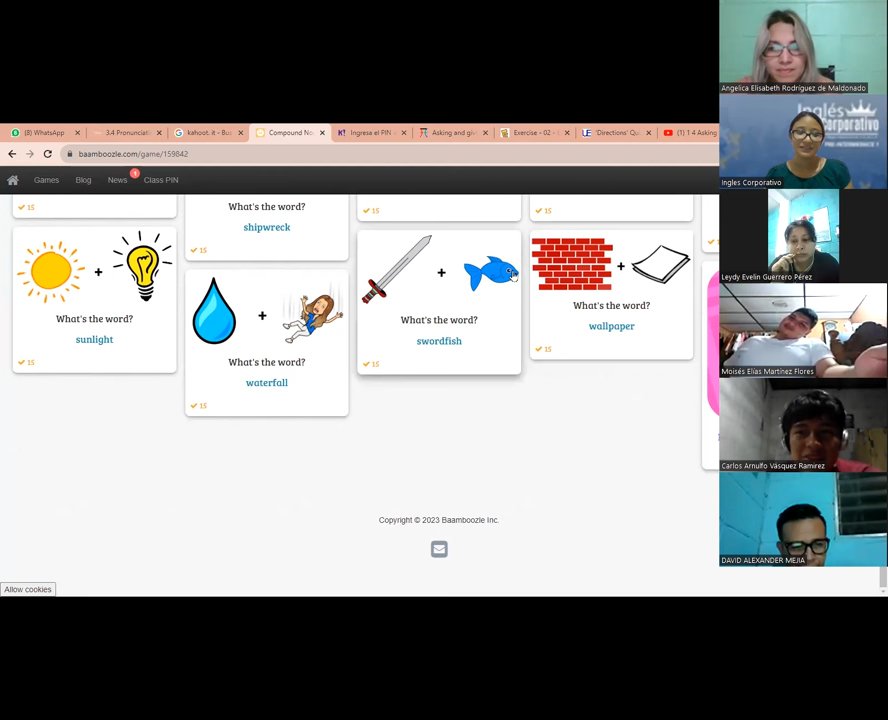 (8) WhatsApp
3.4 Pronunciati
kahoot. it - Bu
Compound No
Ingresa el PIN
Asking and gi
Exercise - 02 -
'Directions' Qu
(1) 1 4 Asking
baamboozle.com/game/159842
Games
Blog
News
Class PIN
15
What's the word?
shipwreck
15
15
15
What's the word?
sunlight
15
What's the word?
waterfall
15
What's the word?
swordfish
15
What's the word?
wallpaper
15
Copyright © 2023 Baamboozle Inc.
Allow cookies
Angelica Elisabeth Rodríguez de Maldonado
Inglés
Corporativo
Ingles Corporativo
Leydy Evelin Guerrero Pérez
Moisés Elías Martínez Flores
Carlos Arnulfo Vásquez Ramirez
DAVID ALEXANDER MEJIA